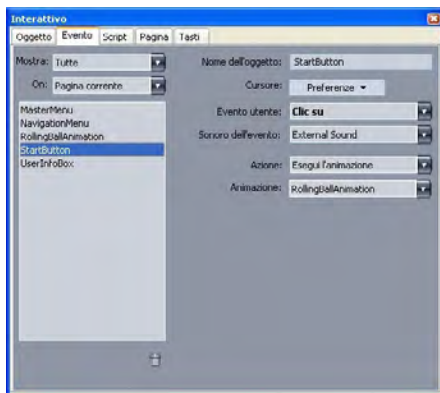 Interattivo
Oggetto Evento Script Pagina Tasti
Mostra: Tutte
On: Pagina corrente
MasterMenu
NavigationMenu
RollingBallAnimation
StartButton
UserInfoBox
Nome dell'oggetto: StartButton
Cursore: Preferenze
Evento utente: Clic su
Sonoro dell'evento: External Sound
Azione: Esegui l'animazione
Animazione: RollingBallAnimation